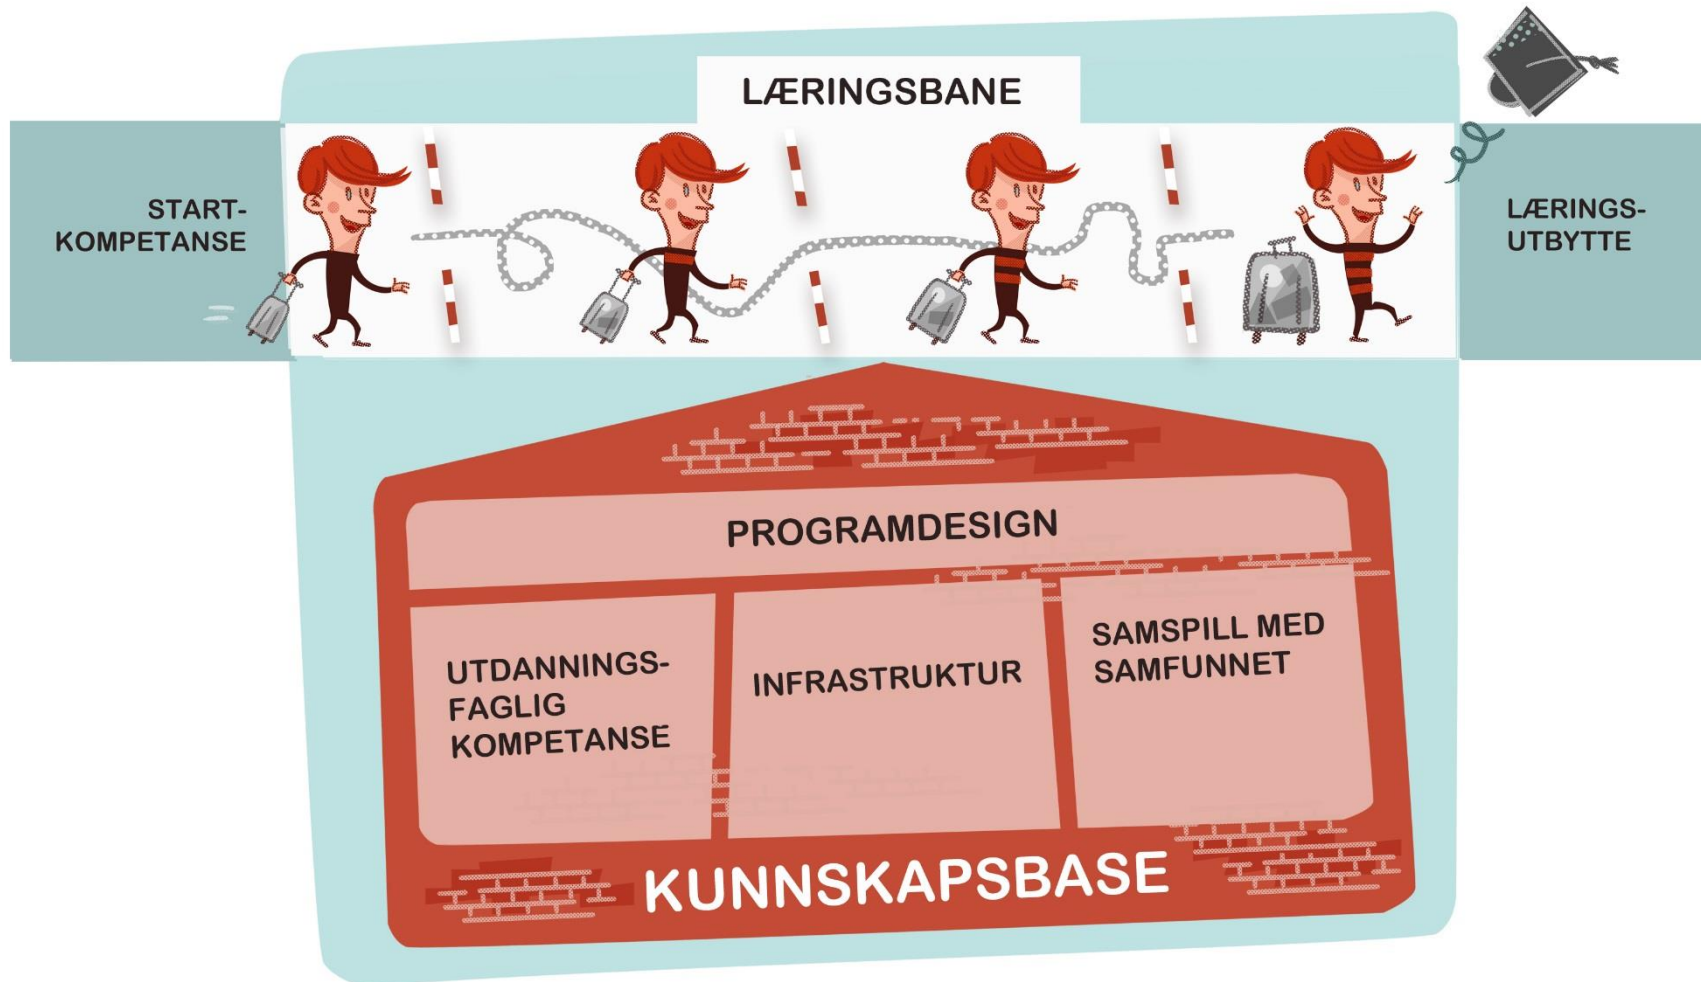 LÆRINGSBANE
START-
KOMPETANSE
LÆRINGS-
UTBYTTE
PROGRAMDESIGN
UTDANNINGS-
FAGLIG
KOMPETANSE
INFRASTRUKTUR
SAMSPILL MED
SAMFUNNET
KUNNSKAPSBASE